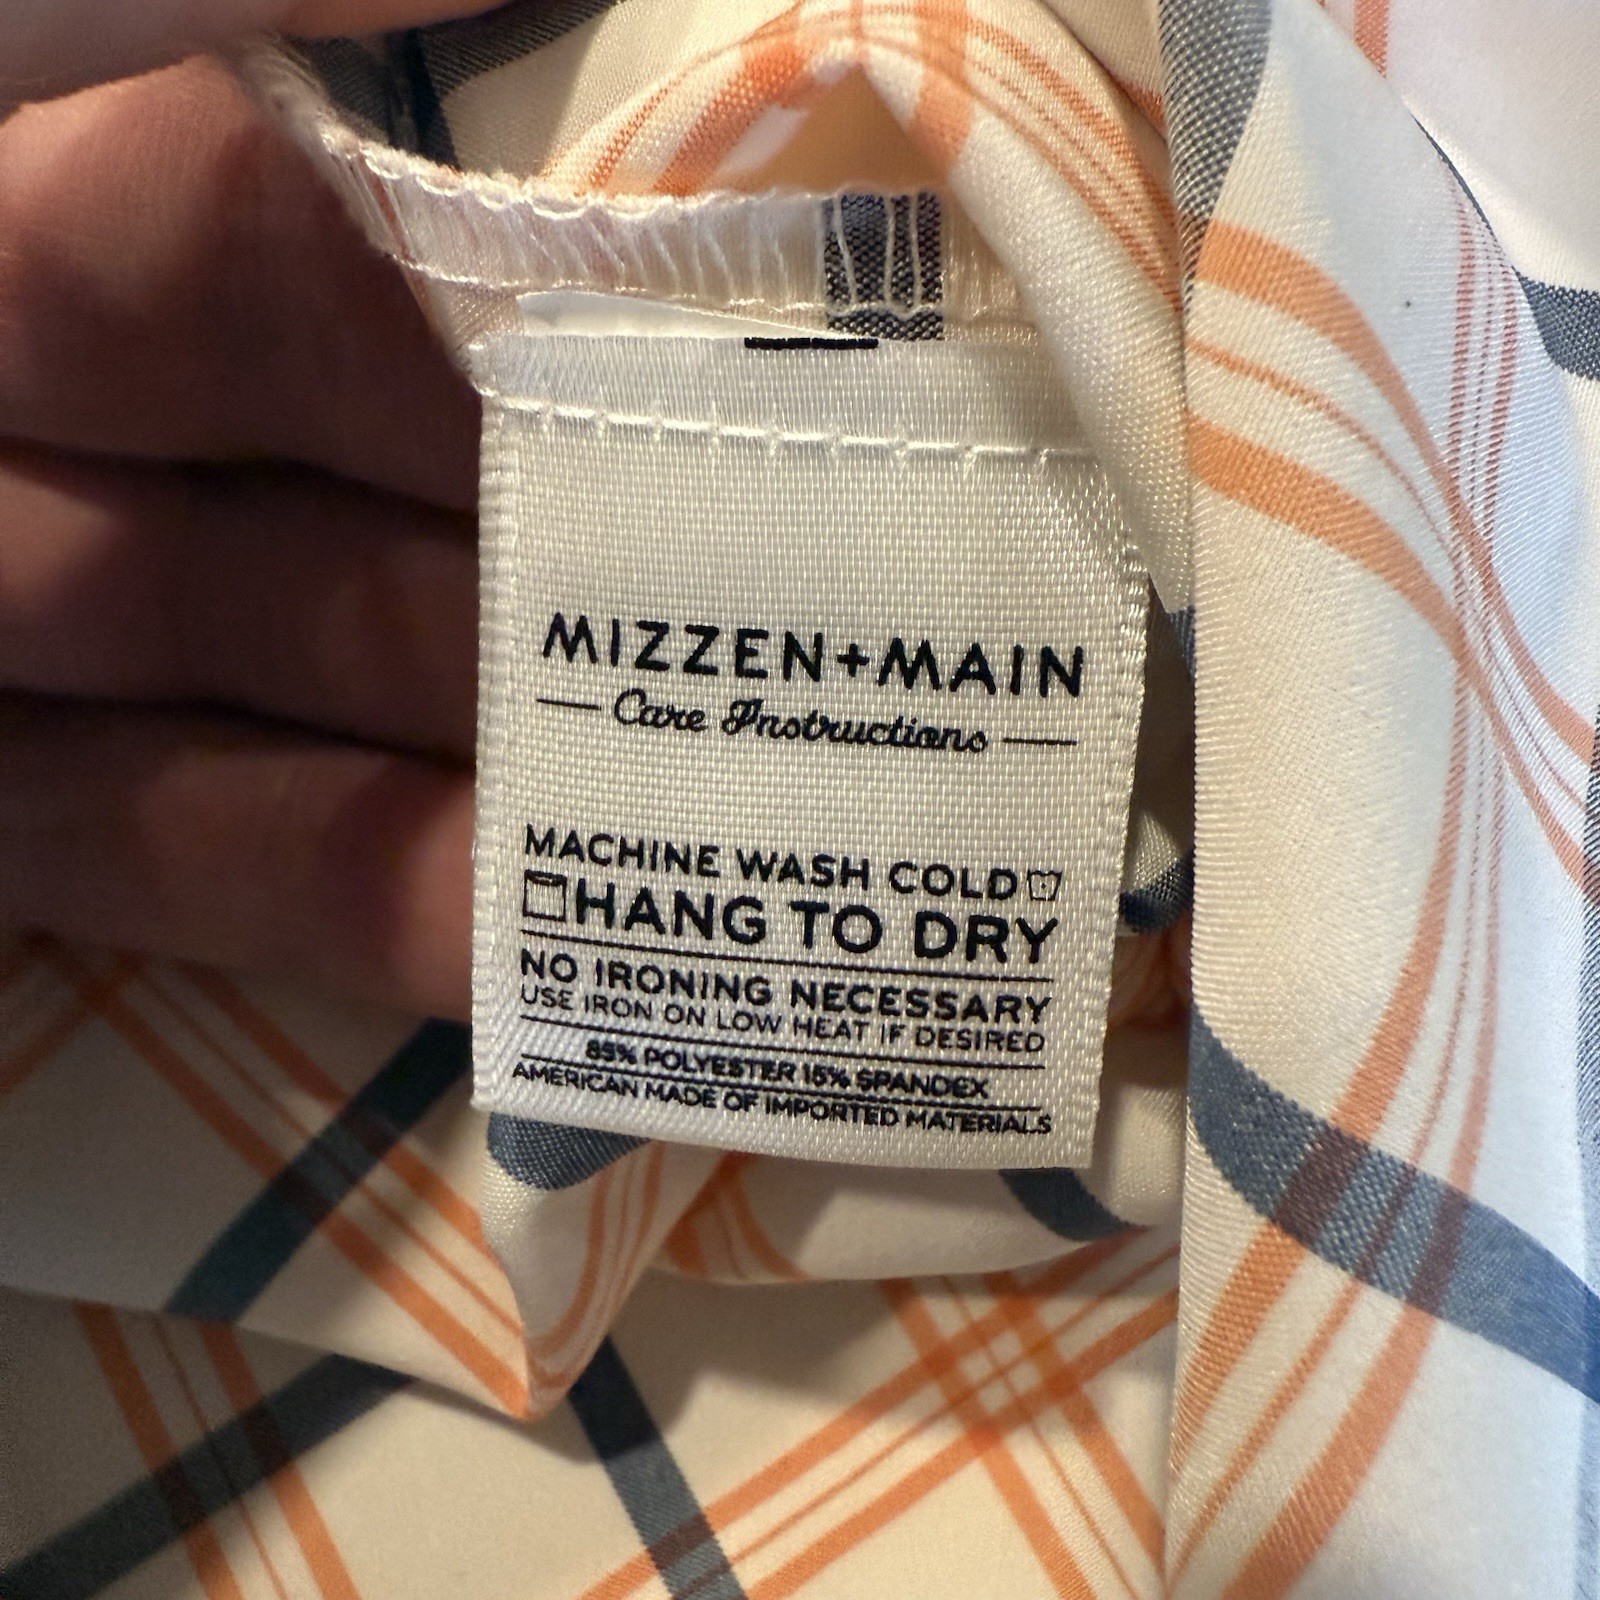 MIZZEN+MAIN
Care Instructions
MACHINE WASH COLD
HANG TO DRY
NO IRONING NECESSARY
USE IRON ON LOW HEAT IF DESIRED
85% POLYESTER 15% SPANDEX
AMERICAN MADE OF IMPORTED MATERIALS